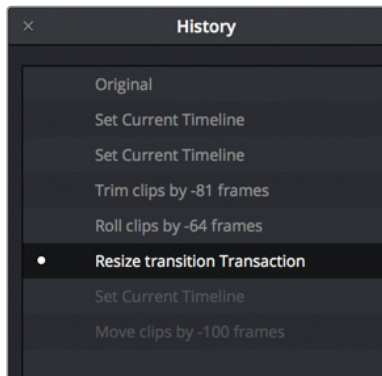 History
Original
Set Current Timeline
Set Current Timeline
Trim clips by -81 frames
Roll clips by -64 frames
Resize transition Transaction
Set Current Timeline
Move clips by -100 frames